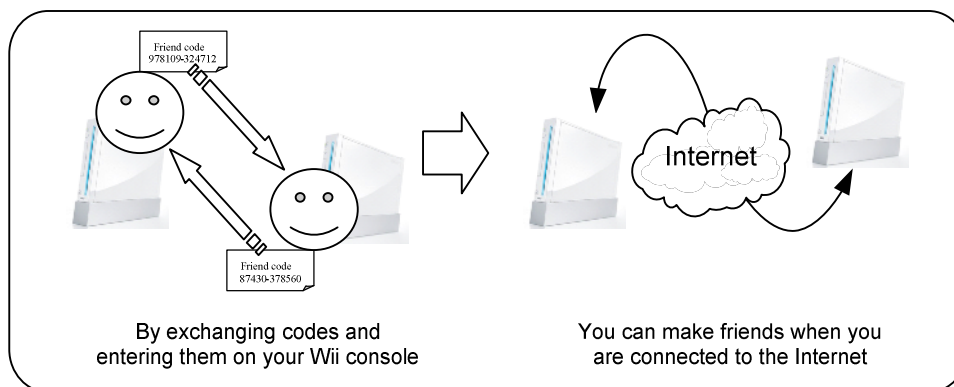 Friend code
978109-324712
Friend code
87430-378560
By exchanging codes and
entering them on your Wii console
Internet
You can make friends when you
are connected to the Internet